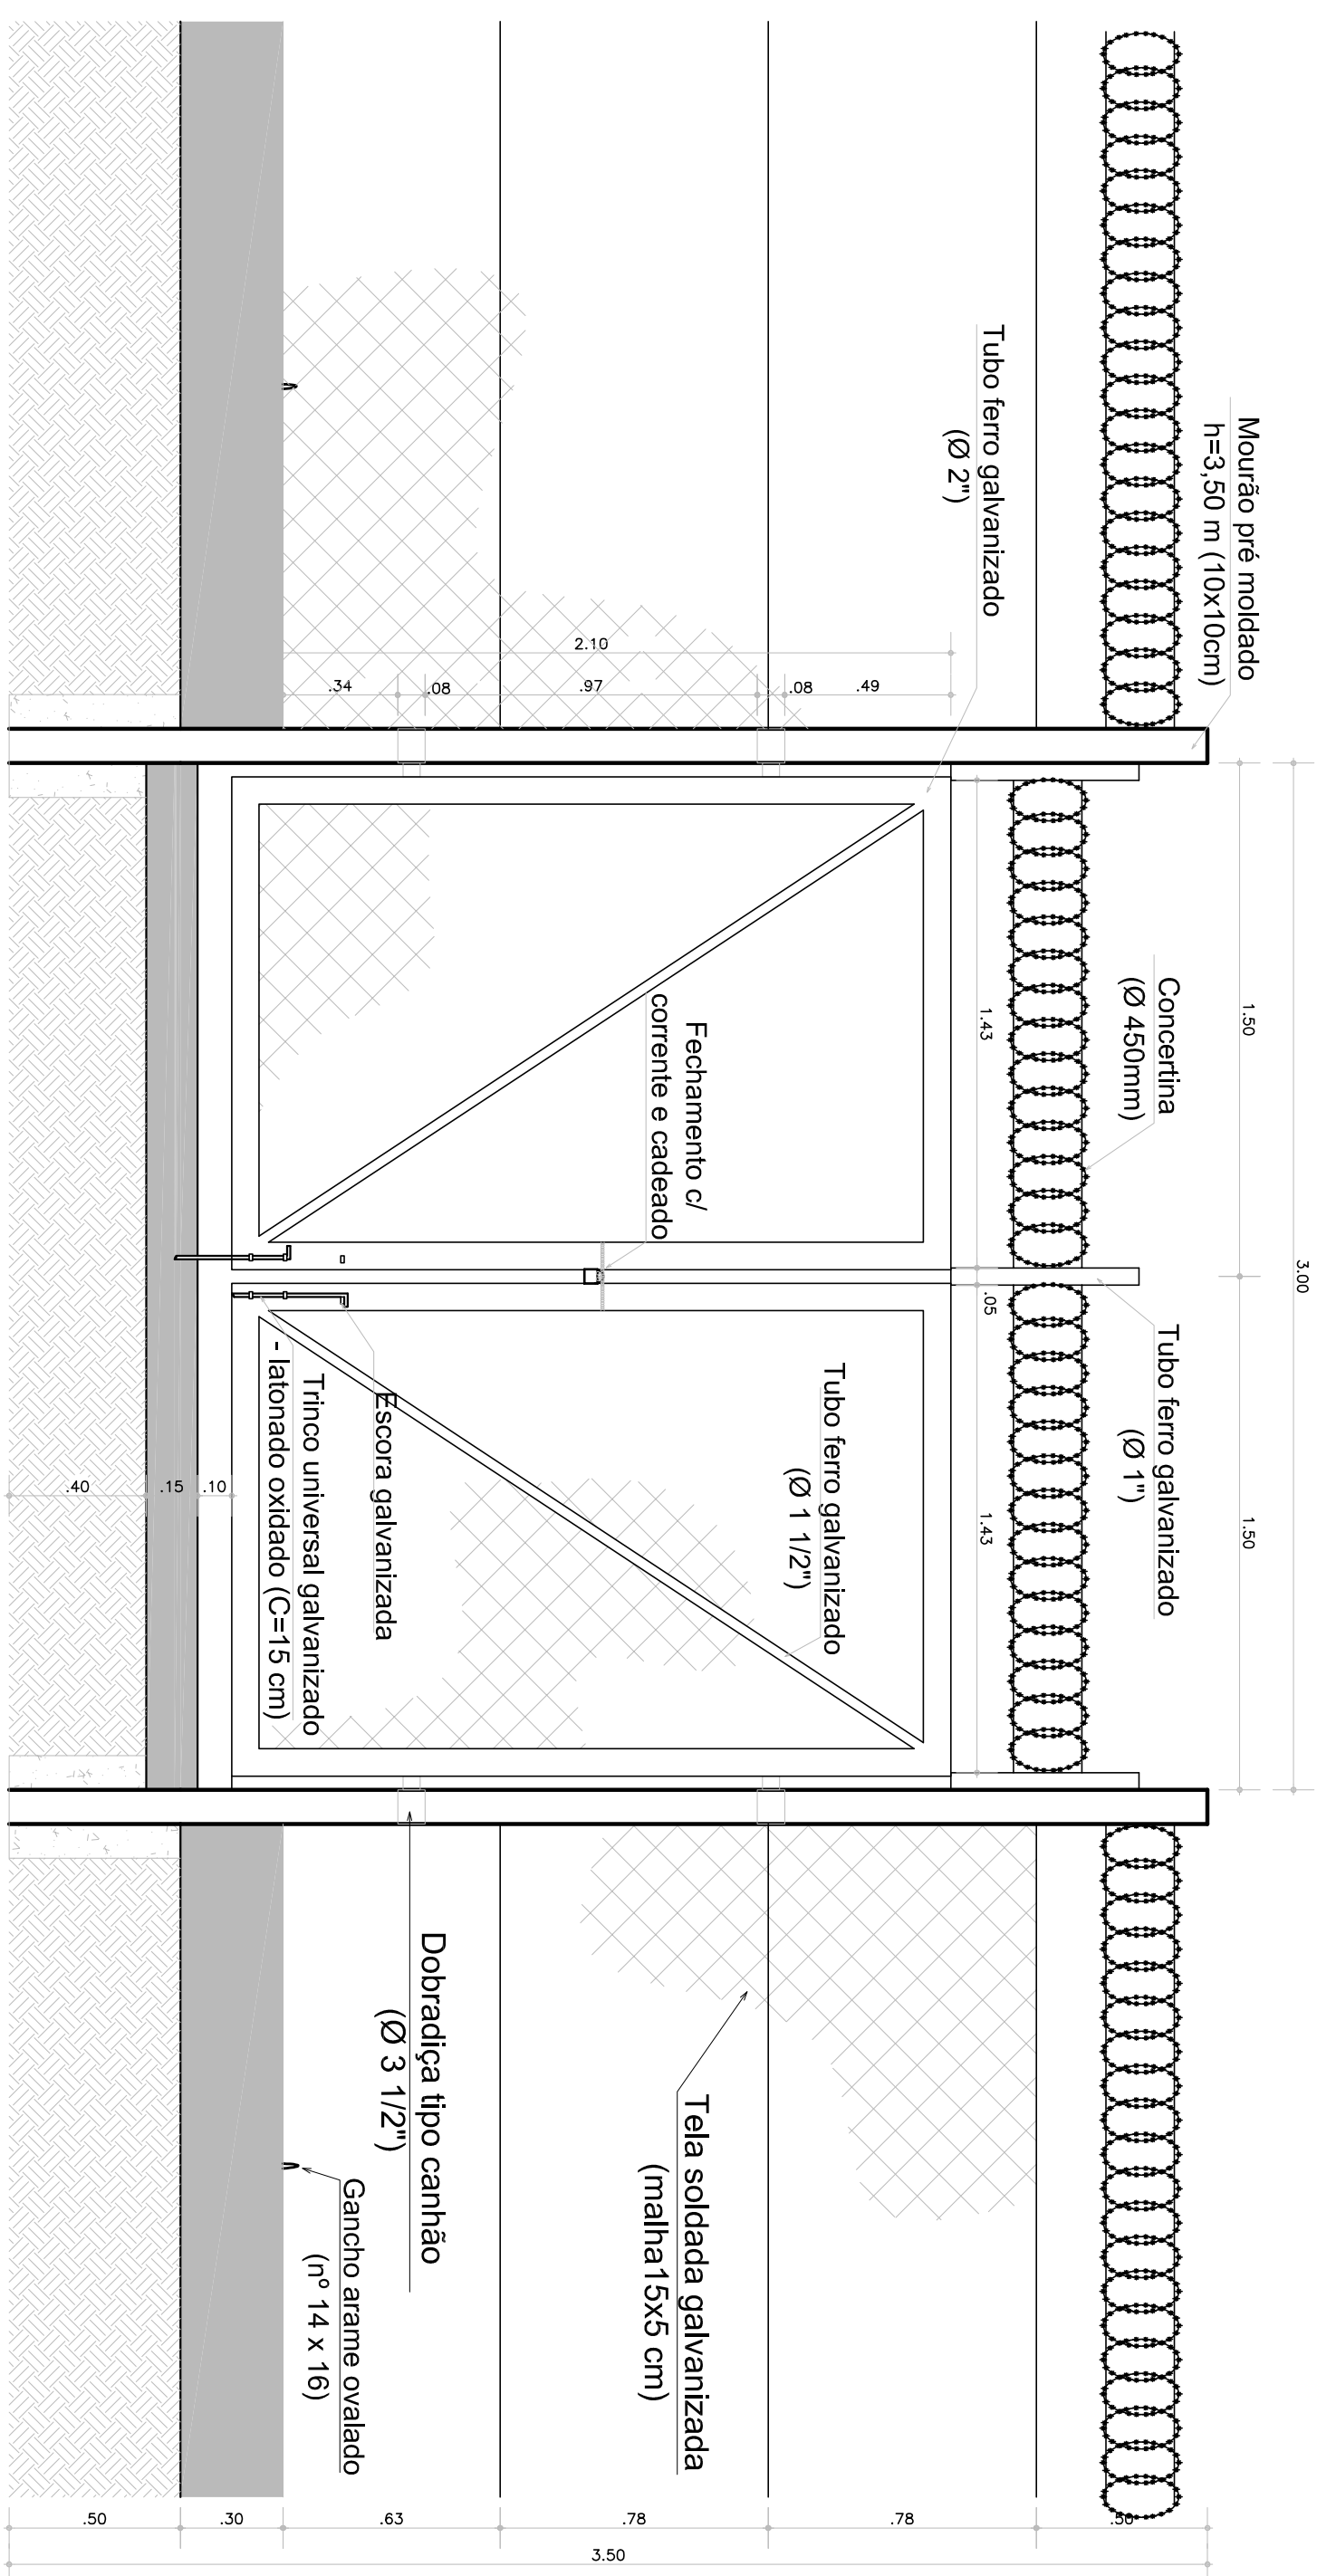 Mourão pré moldado
h=3,50 m (10x10cm)
Tubo ferro galvanizado
(Ø 2")
2.10
.34
.08
.97
.08
.49
3.00
1.50
1.50
Concertina
(Ø 450mm)
1.43
.05
1.43
Fechamento c/
corrente e cadeado
Tubo ferro galvanizado
(Ø 1")
Tubo ferro galvanizado
(Ø 1 1/2")
Escora galvanizada
Trinco universal galvanizado
- latonado oxidado (C=15 cm)
.40
.15
.10
Dobradiça tipo canhão
(Ø 3 1/2")
Tela soldada galvanizada
(malha15x5 cm)
Gancho arame ovalado
(nº 14 x 16)
.50
.30
.63
.78
.78
.50
3.50